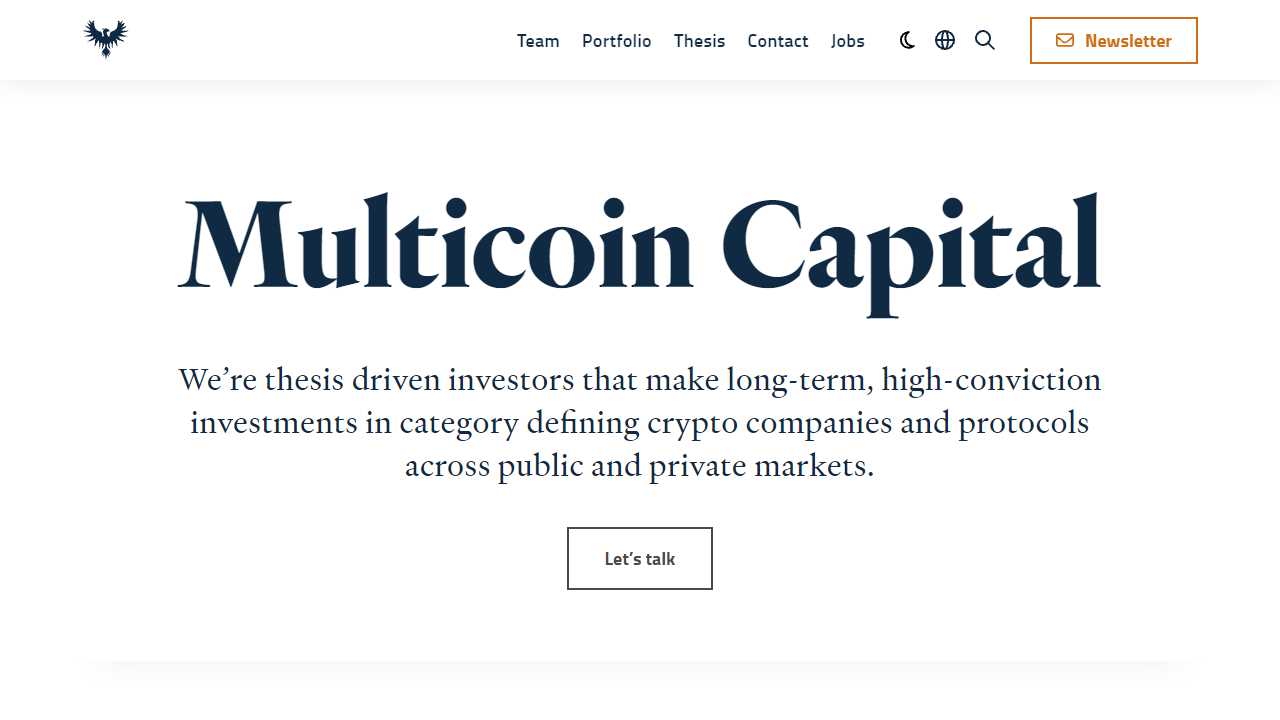 Team Portfolio Thesis Contact Jobs Newsletter
Multicoin Capital
We’re thesis driven investors that make long-term, high-conviction
investments in category defining crypto companies and protocols
across public and private markets.
Let’s talk